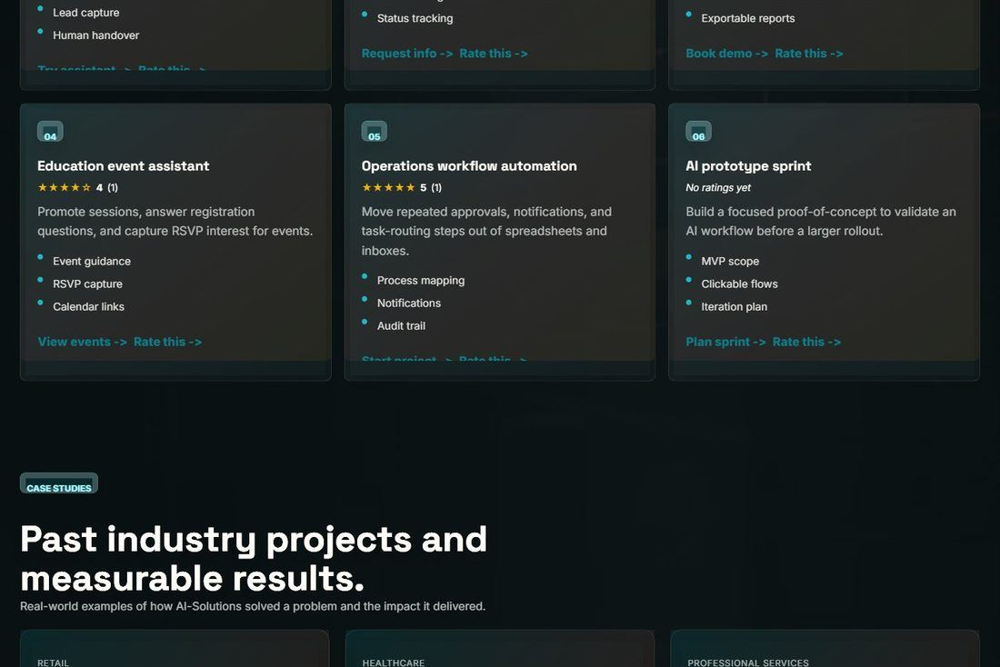 Lead capture
Human handover
Try assistant -> Rate this ->
Status tracking
Request info -> Rate this ->
Exportable reports
Book demo -> Rate this ->
04
Education event assistant
★★★★☆ 4 (1)
Promote sessions, answer registration
questions, and capture RSVP interest for events.
Event guidance
RSVP capture
Calendar links
View events -> Rate this ->
05
Operations workflow automation
★★★★★ 5 (1)
Move repeated approvals, notifications, and
task-routing steps out of spreadsheets and
inboxes.
Process mapping
Notifications
Audit trail
Start project -> Rate this ->
06
AI prototype sprint
No ratings yet
Build a focused proof-of-concept to validate an
AI workflow before a larger rollout.
MVP scope
Clickable flows
Iteration plan
Plan sprint -> Rate this ->
CASE STUDIES
Past industry projects and
measurable results.
Real-world examples of how AI-Solutions solved a problem and the impact it delivered.
RETAIL
HEALTHCARE
PROFESSIONAL SERVICES